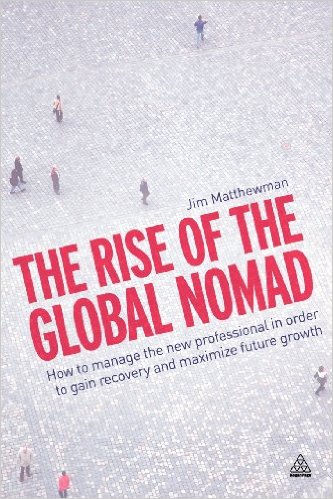 Jim Matthewman
THE RISE OF THE
GLOBAL NOMAD
How to manage the new professional in order
to gain recovery and maximize future growth